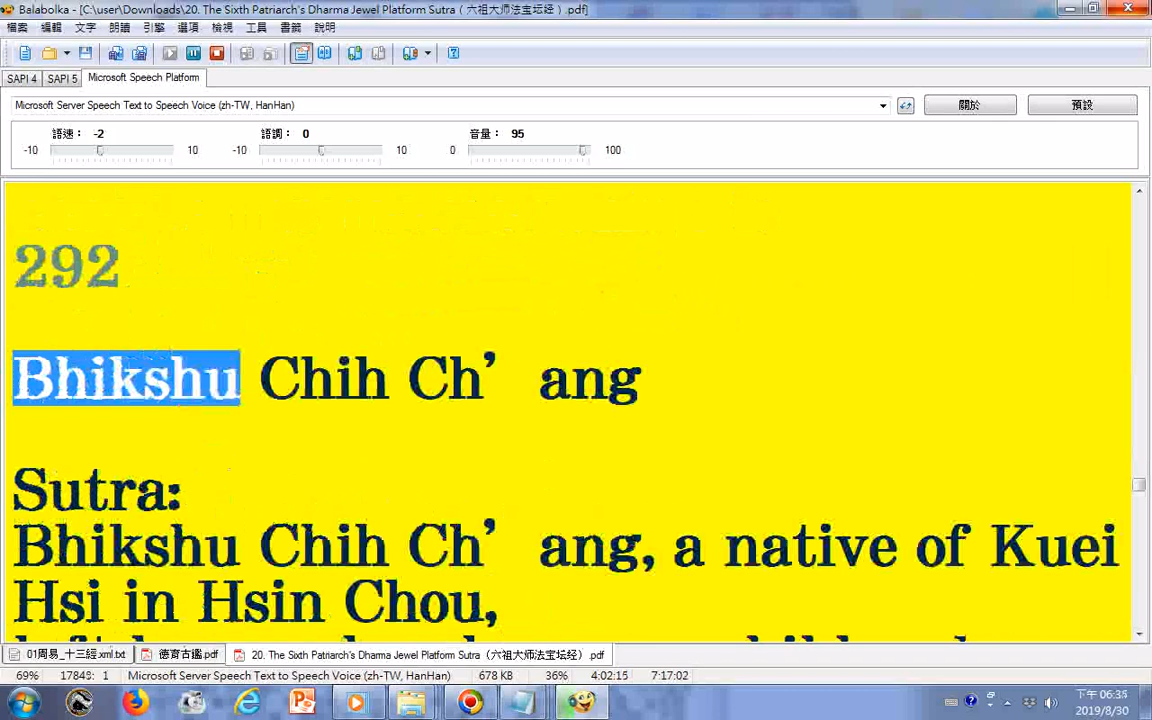 Balabolka - [C:\user\Downloads\20. The Sixth Patriarch's Dharma Jewel Platform Sutra（六祖大师法宝坛经）.pdf]
檔案 編輯 文字 朗讀 引擎 選項 檢視 工具 書籤 說明
SAPI 4 SAPI 5 Microsoft Speech Platform
Microsoft Server Speech Text to Speech Voice (zh-TW, HanHan) 關於 預設
語速： -2 語調： 0 音量： 95
-10 10 -10 10 0 100
292
Bhikshu Chih Ch’ ang
Sutra:
Bhikshu Chih Ch’ ang, a native of Kuei
Hsi in Hsin Chou,
01周易_十三經.xml.txt 德育古鑑.pdf 20. The Sixth Patriarch's Dharma Jewel Platform Sutra（六祖大师法宝坛经）.pdf
69% 17849: 1 Microsoft Server Speech Text to Speech Voice (zh-TW, HanHan) 678 KB 36% 4:02:15 7:17:02
下午 06:35
2019/8/30